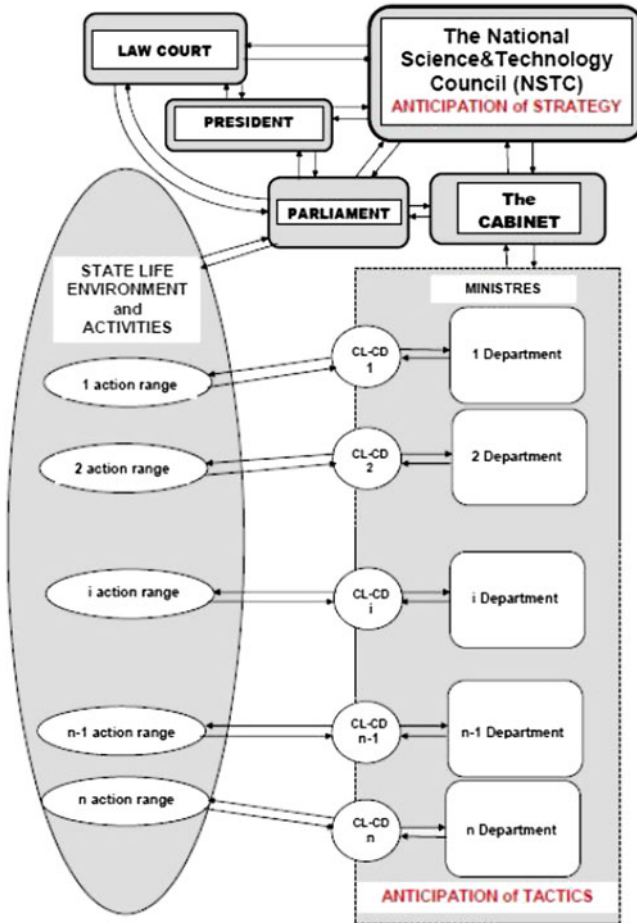 LAW COURT
The National
Science&Technology
Council (NSTC)
ANTICIPATION of STRATEGY
PRESIDENT
PARLIAMENT
The
CABINET
STATE LIFE
ENVIRONMENT
and
ACTIVITIES
MINISTRES
1 action range
CL-CD
1
1 Department
2 action range
CL-CD
2
2 Department
i action range
CL-CD
i
i Department
n-1 action range
CL-CD
n-1
n-1 Department
n action range
CL-CD
n
n Department
ANTICIPATION of TACTICS